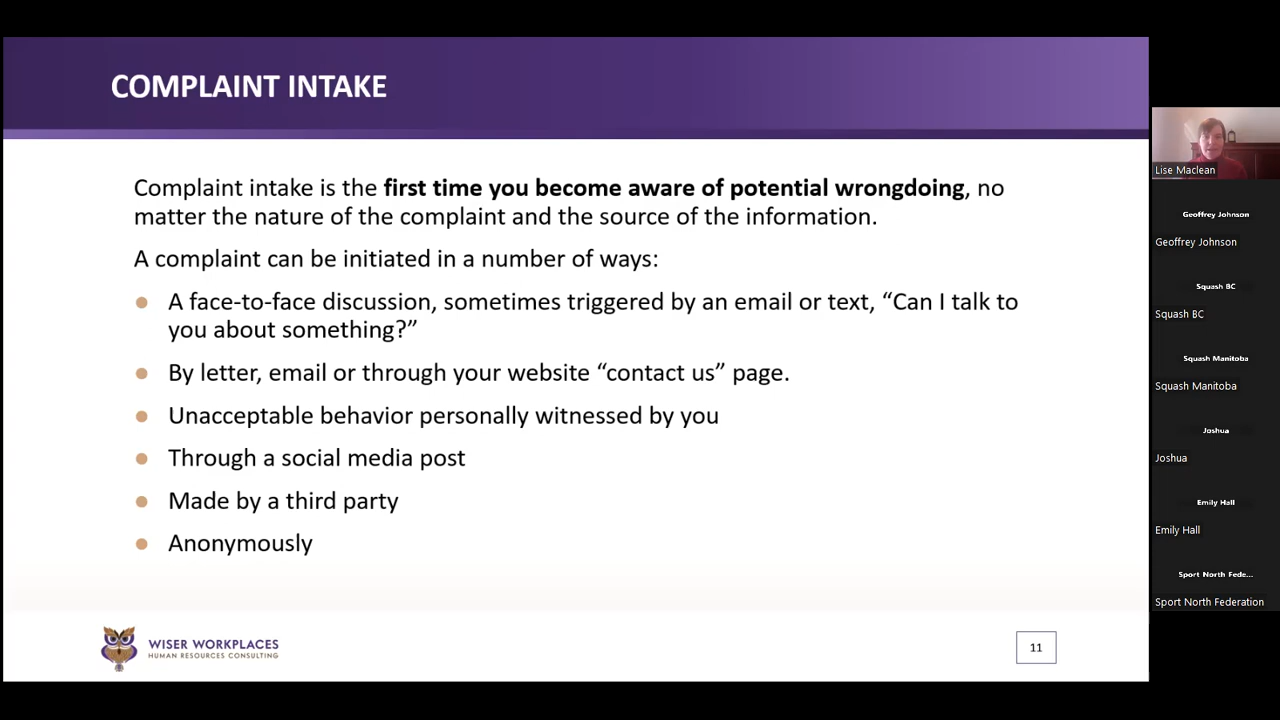 COMPLAINT INTAKE
Complaint intake is the first time you become aware of potential wrongdoing, no
matter the nature of the complaint and the source of the information.
A complaint can be initiated in a number of ways:
● A face-to-face discussion, sometimes triggered by an email or text, “Can I talk to
you about something?”
● By letter, email or through your website “contact us” page.
● Unacceptable behavior personally witnessed by you
● Through a social media post
● Made by a third party
● Anonymously
WISER WORKPLACES
HUMAN RESOURCES CONSULTING
11
Lise Maclean
Geoffrey Johnson
Geoffrey Johnson
Squash BC
Squash BC
Squash Manitoba
Squash Manitoba
Joshua
Joshua
Emily Hall
Emily Hall
Sport North Fede...
Sport North Federation